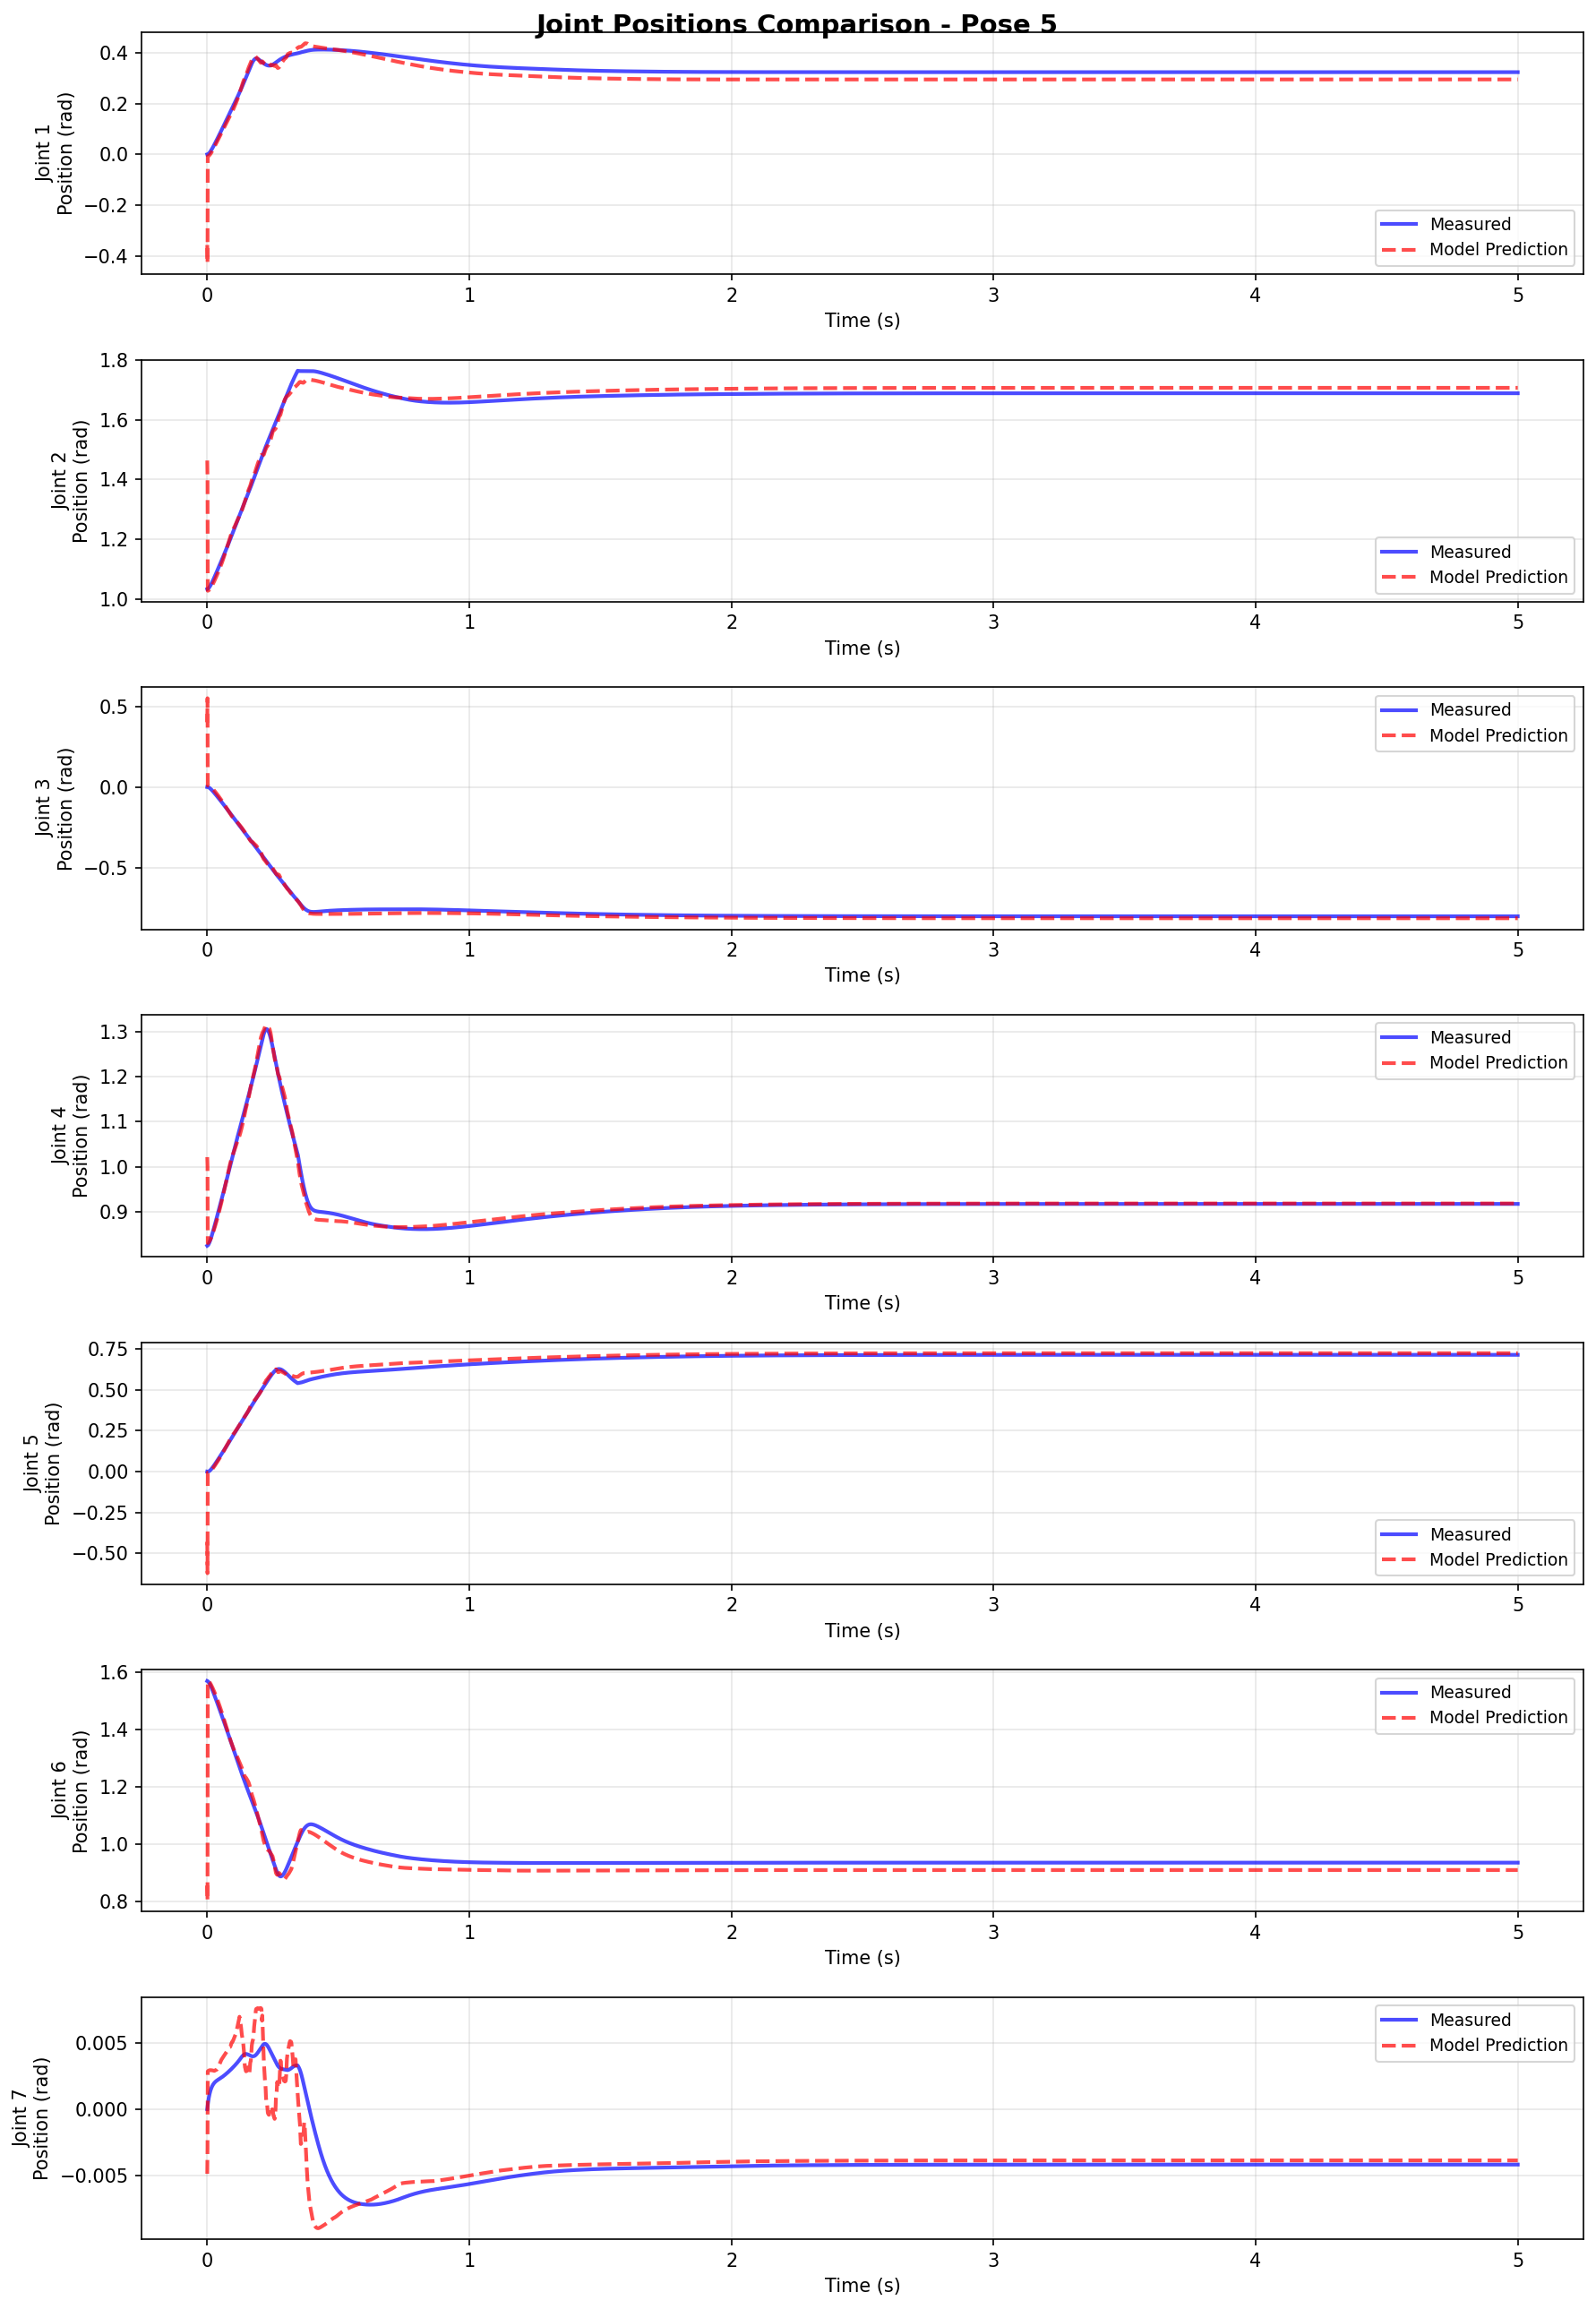 Joint Positions Comparison - Pose 5
Joint 1
Position (rad)
0.4
0.2
0.0
−0.2
−0.4
Measured
Model Prediction
0 1 2 3 4 5
Time (s)
Joint 2
Position (rad)
1.8
1.6
1.4
1.2
1.0
Measured
Model Prediction
0 1 2 3 4 5
Time (s)
Joint 3
Position (rad)
0.5
0.0
−0.5
Measured
Model Prediction
0 1 2 3 4 5
Time (s)
Joint 4
Position (rad)
1.3
1.2
1.1
1.0
0.9
Measured
Model Prediction
0 1 2 3 4 5
Time (s)
Joint 5
Position (rad)
0.75
0.50
0.25
0.00
−0.25
−0.50
Measured
Model Prediction
0 1 2 3 4 5
Time (s)
Joint 6
Position (rad)
1.6
1.4
1.2
1.0
0.8
Measured
Model Prediction
0 1 2 3 4 5
Time (s)
Joint 7
Position (rad)
0.005
0.000
−0.005
Measured
Model Prediction
0 1 2 3 4 5
Time (s)